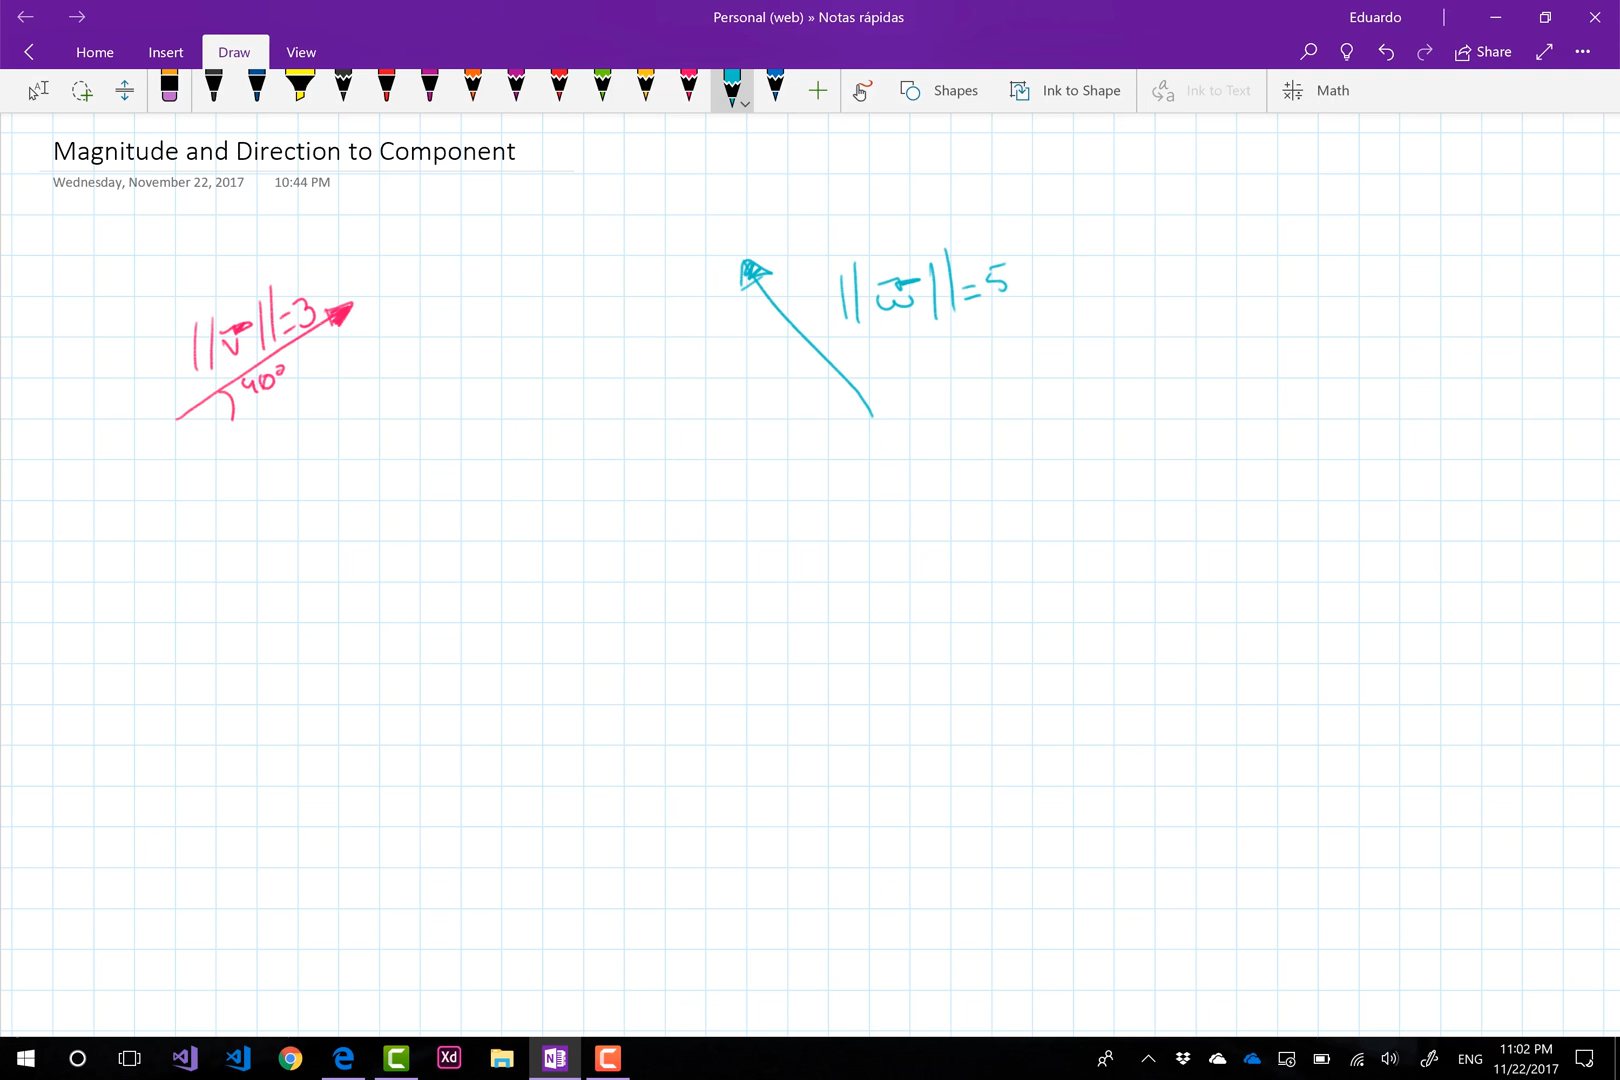 Personal (web) » Notas rápidas
Eduardo
Home Insert Draw View
Share
Shapes Ink to Shape Ink to Text Math
Magnitude and Direction to Component
Wednesday, November 22, 2017 10:44 PM
||v⃗||=3
40°
||w⃗||=5
Xd
N
ENG
11:02 PM
11/22/2017